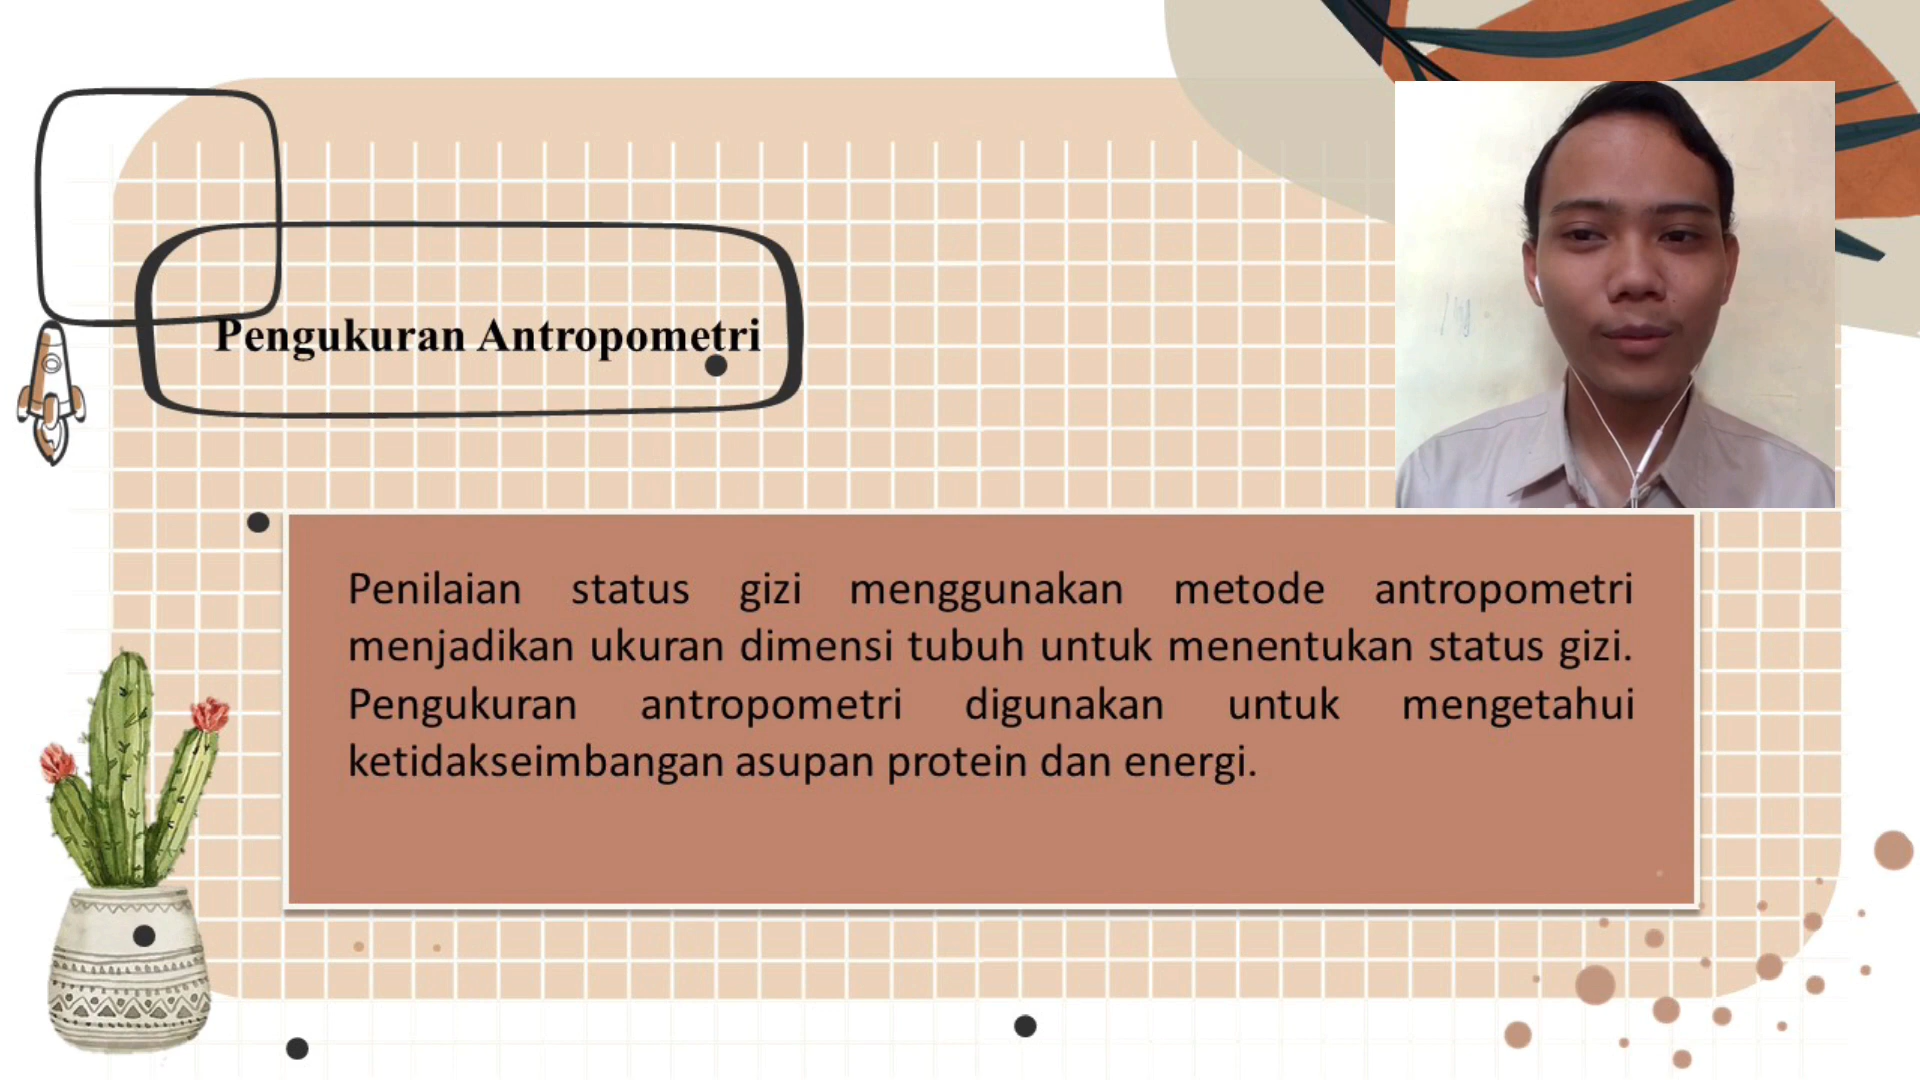 Pengukuran Antropometri
Penilaian status gizi menggunakan metode antropometri
menjadikan ukuran dimensi tubuh untuk menentukan status gizi.
Pengukuran antropometri digunakan untuk mengetahui
ketidakseimbangan asupan protein dan energi.